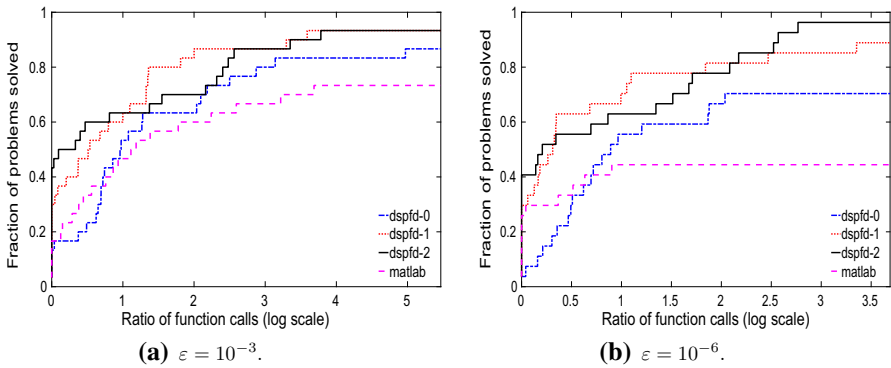 Fraction of problems solved
1
0.8
0.6
0.4
0.2
0
0 1 2 3 4 5
Ratio of function calls (log scale)
dspfd-0
dspfd-1
dspfd-2
matlab
(a) ε = 10⁻³.
Fraction of problems solved
1
0.8
0.6
0.4
0.2
0
0 0.5 1 1.5 2 2.5 3 3.5
Ratio of function calls (log scale)
dspfd-0
dspfd-1
dspfd-2
matlab
(b) ε = 10⁻⁶.